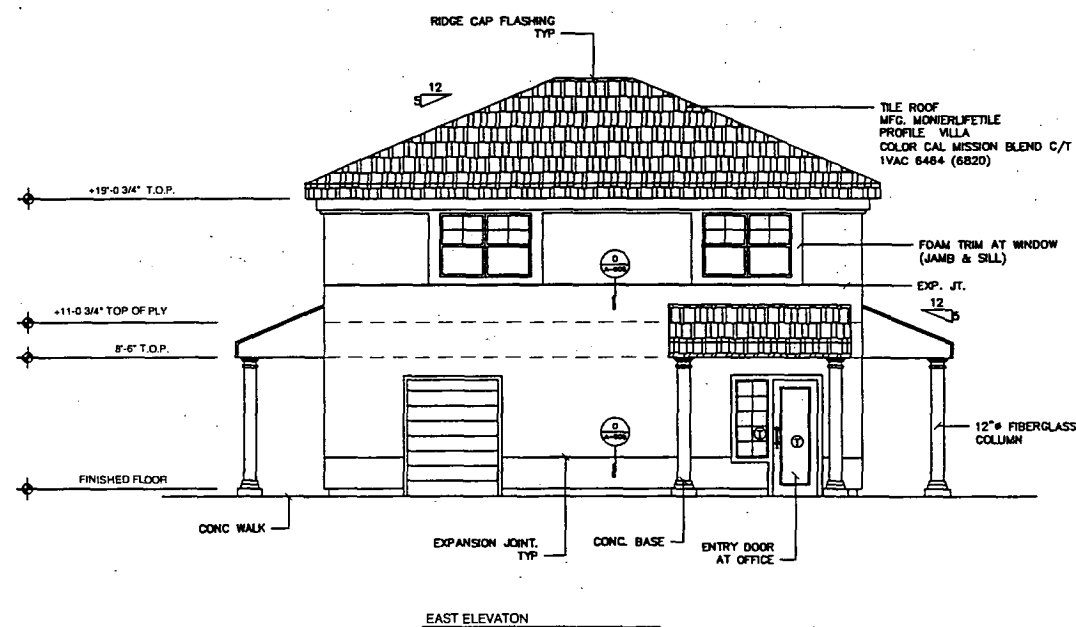 RIDGE CAP FLASHING
TYP
12
5
TILE ROOF
MFG. MONIERLIFETILE
PROFILE VILLA
COLOR CAL MISSION BLEND C/T
1VAC 6464 (6820)
+19'-0 3/4" T.O.P.
FOAM TRIM AT WINDOW
(JAMB & SILL)
D
EXP. JT.
12
5
+11-0 3/4" TOP OF PLY
8'-6" T.O.P.
D
T
T
12"ø FIBERGLASS
COLUMN
FINISHED FLOOR
CONC WALK
EXPANSION JOINT.
TYP
CONC. BASE
ENTRY DOOR
AT OFFICE
EAST ELEVATON